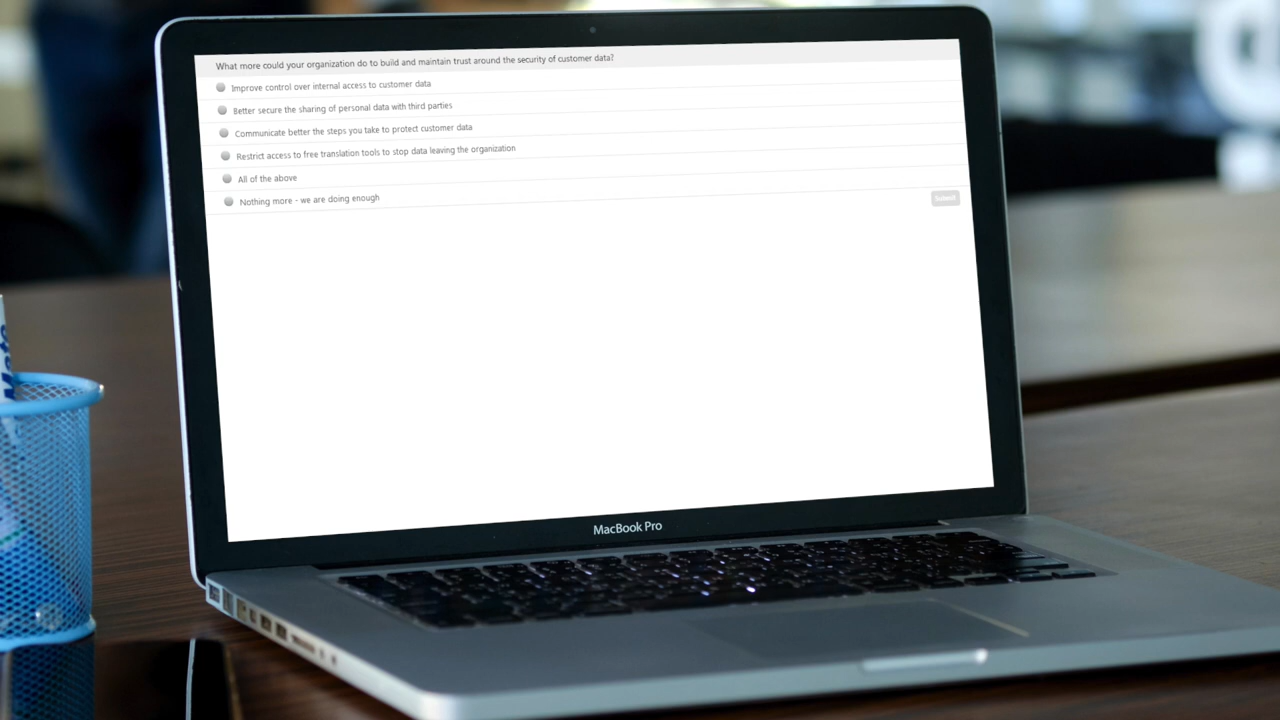 What more could your organization do to build and maintain trust around the security of customer data?
Improve control over internal access to customer data
Better secure the sharing of personal data with third parties
Communicate better the steps you take to protect customer data
Restrict access to free translation tools to stop data leaving the organization
All of the above
Nothing more - we are doing enough
Submit
MacBook Pro